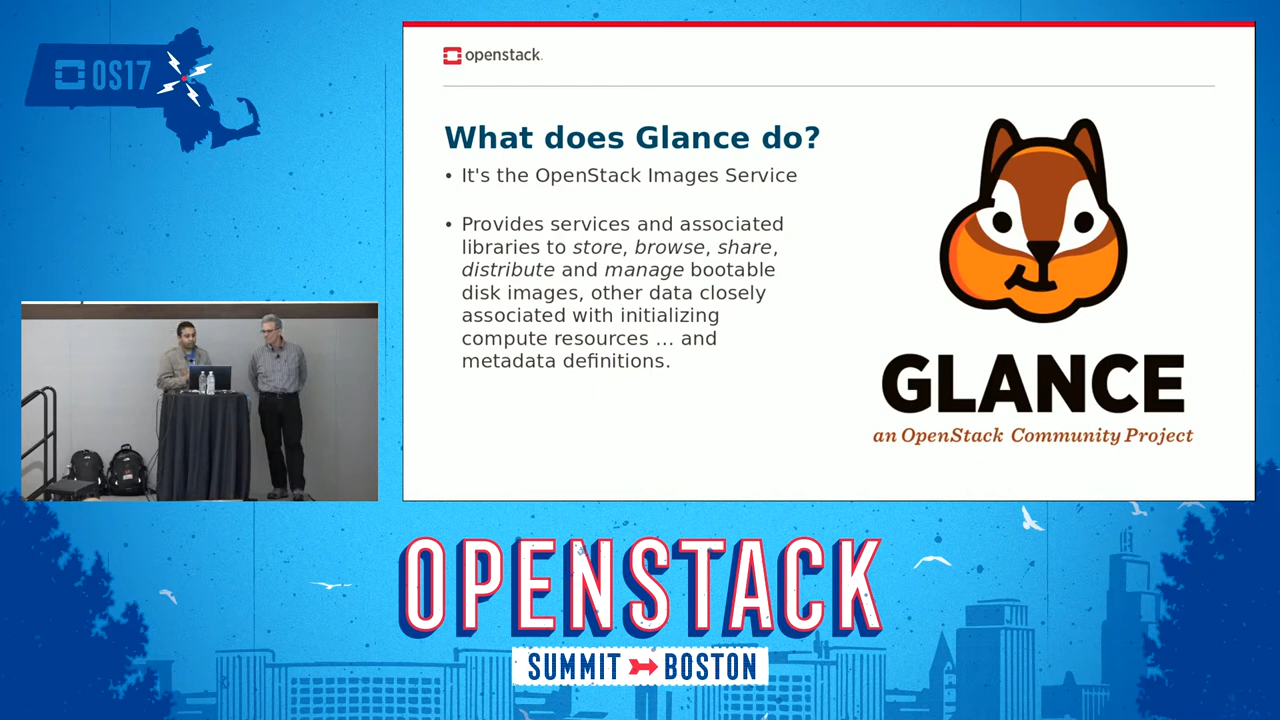 OS17
openstack.
What does Glance do?
• It's the OpenStack Images Service
• Provides services and associated
libraries to store, browse, share,
distribute and manage bootable
disk images, other data closely
associated with initializing
compute resources ... and
metadata definitions.
GLANCE
an OpenStack Community Project
OPENSTACK
SUMMIT BOSTON